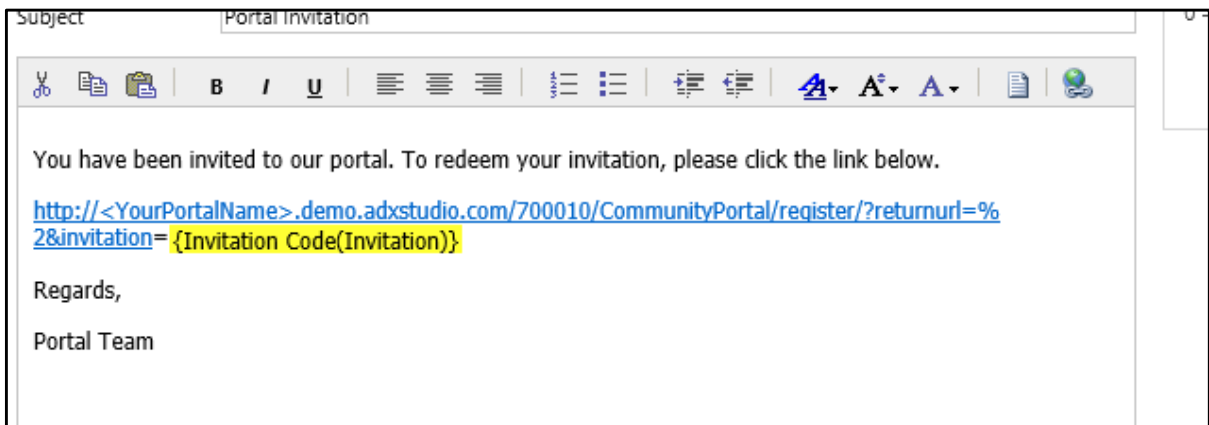 Subject Portal Invitation
B I U A A A
You have been invited to our portal. To redeem your invitation, please click the link below.
http://<YourPortalName>.demo.adxstudio.com/700010/CommunityPortal/register/?returnurl=%
2&invitation={Invitation Code(Invitation)}
Regards,
Portal Team